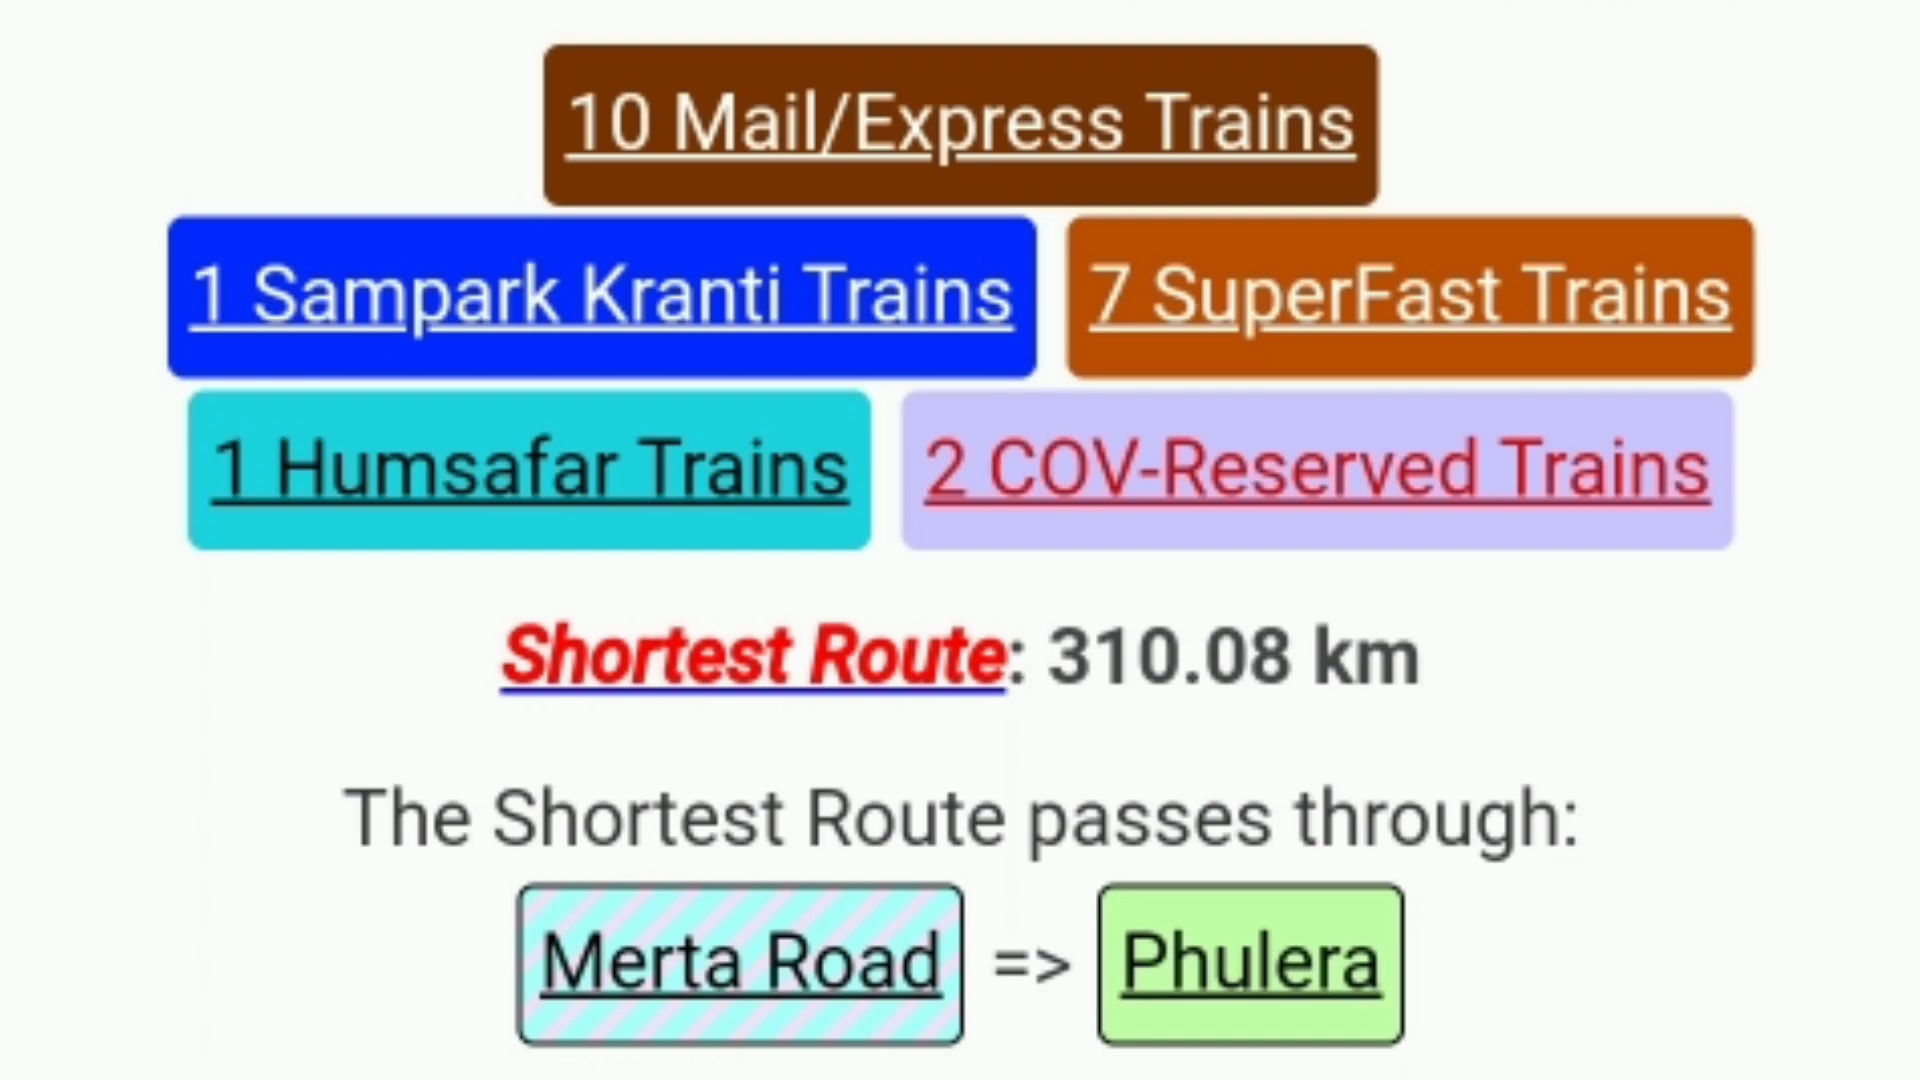 10 Mail/Express Trains
1 Sampark Kranti Trains 7 SuperFast Trains
1 Humsafar Trains 2 COV-Reserved Trains
Shortest Route: 310.08 km
The Shortest Route passes through:
Merta Road => Phulera